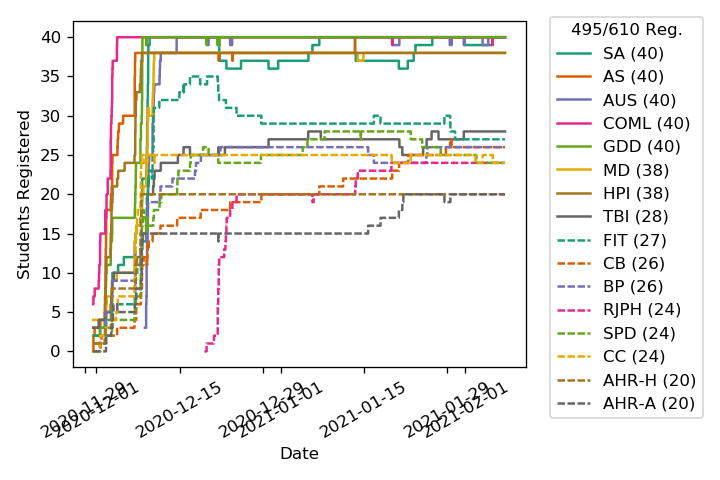 495/610 Reg.
SA (40)
AS (40)
AUS (40)
COML (40)
GDD (40)
MD (38)
HPI (38)
TBI (28)
FIT (27)
CB (26)
BP (26)
RJPH (24)
SPD (24)
CC (24)
AHR-H (20)
AHR-A (20)
Students Registered
40
35
30
25
20
15
10
5
0
2020-11-29
2020-12-01
2020-12-15
2020-12-29
2021-01-01
2021-01-15
2021-01-29
2021-02-01
Date